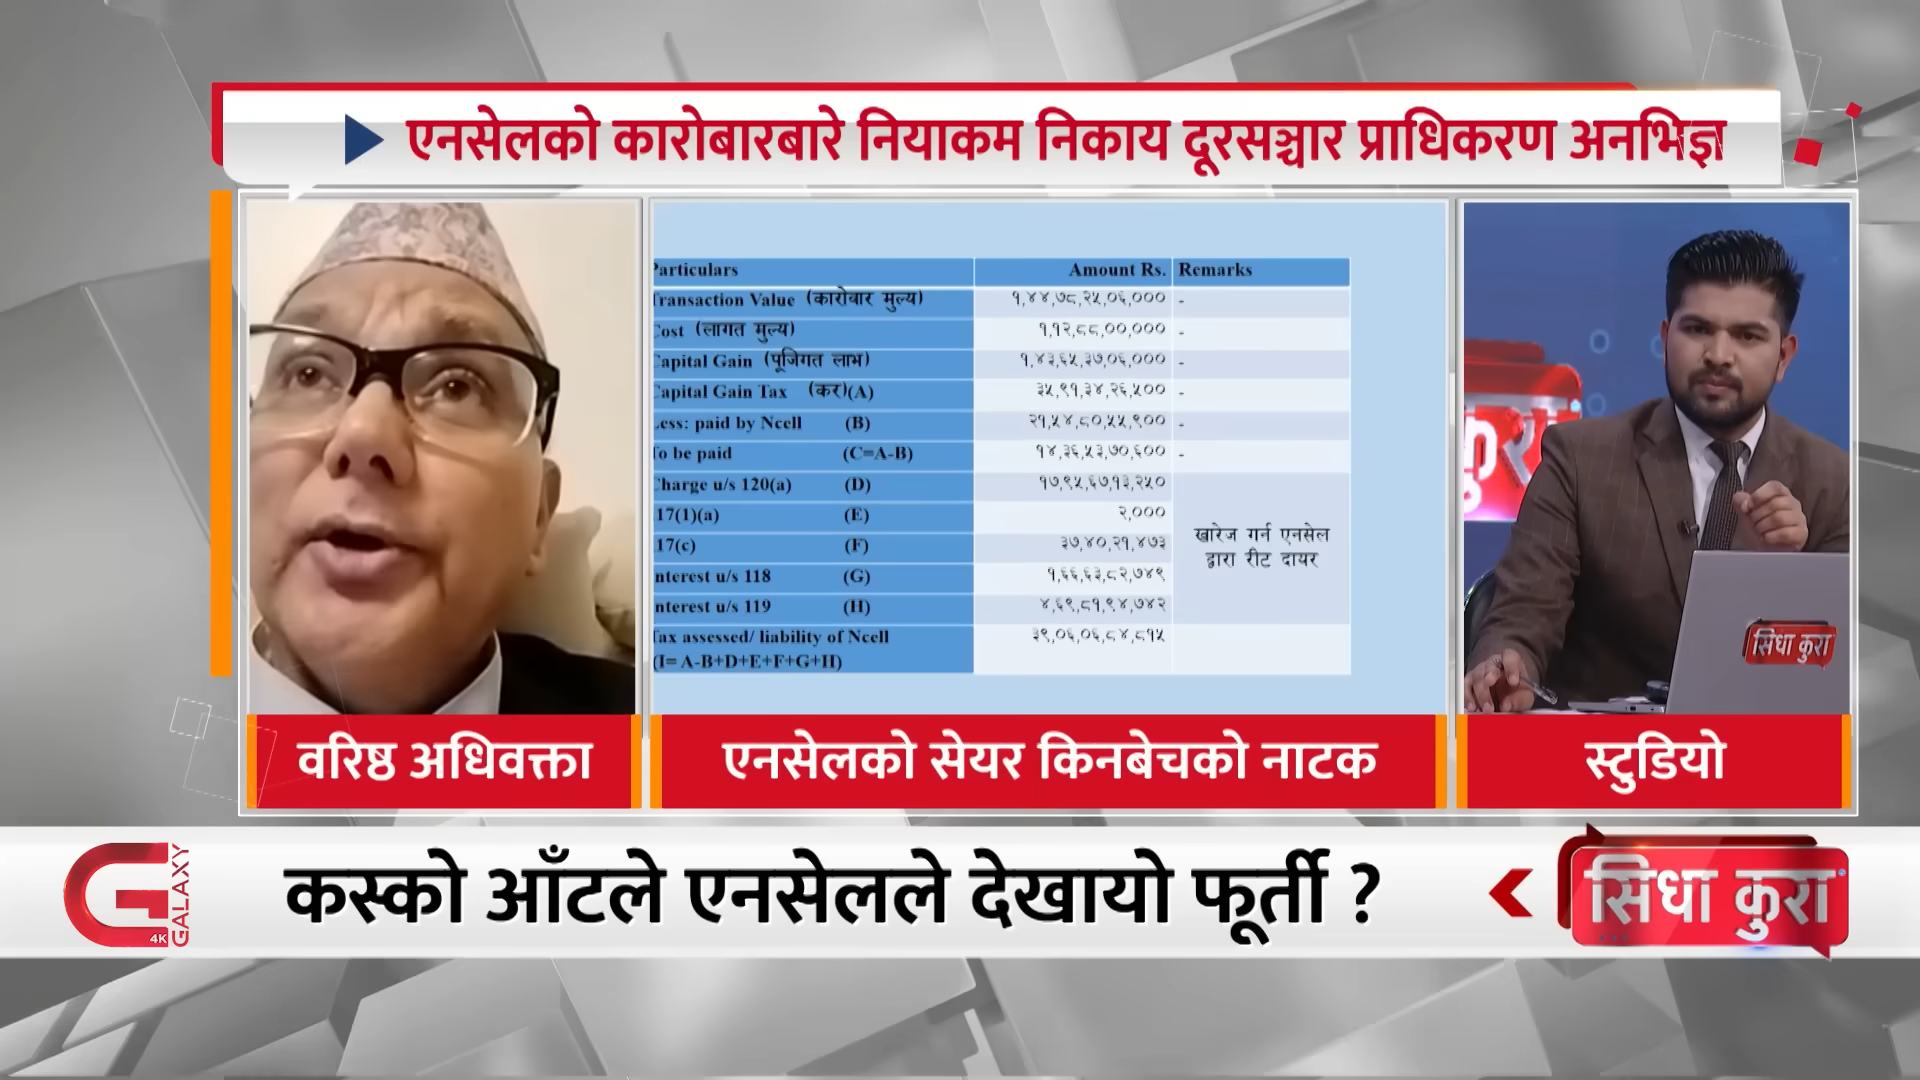 एनसेलको कारोबारबारे नियाकम निकाय दूरसञ्चार प्राधिकरण अनभिज्ञ
Particulars Amount Rs. Remarks
Transaction Value (कारोवार मुल्य) १,४४,७८,२५,०६,००० -
Cost (लागत मुल्य) १,१२,८८,००,००० -
Capital Gain (पूजिगत लाभ) १,४३,६५,३७,०६,००० -
Capital Gain Tax (कर)(A) ३५,९१,३४,२६,५०० -
Less: paid by Ncell (B) २१,५४,८०,५५,९०० -
To be paid (C=A-B) १४,३६,५३,७०,६०० -
Charge u/s 120(a) (D) १७,९५,६७,१३,२५०
17(1)(a) (E) २,०००
17(c) (F) ३७,४०,२१,४७३
खारेज गर्न एनसेल
द्वारा रीट दायर
nterest u/s 118 (G) १,६६,६३,८२,७४९
nterest u/s 119 (H) ४,६९,८१,९४,७४२
Tax assessed/ liability of Ncell ३९,०६,०६,८४,८१५
(I= A-B+D+E+F+G+H)
कुरा
सिधा कुरा
वरिष्ठ अधिवक्ता
एनसेलको सेयर किनबेचको नाटक
स्टुडियो
G GALAXY 4K
कस्को आँटले एनसेलले देखायो फूर्ती ?
सिधा कुरा